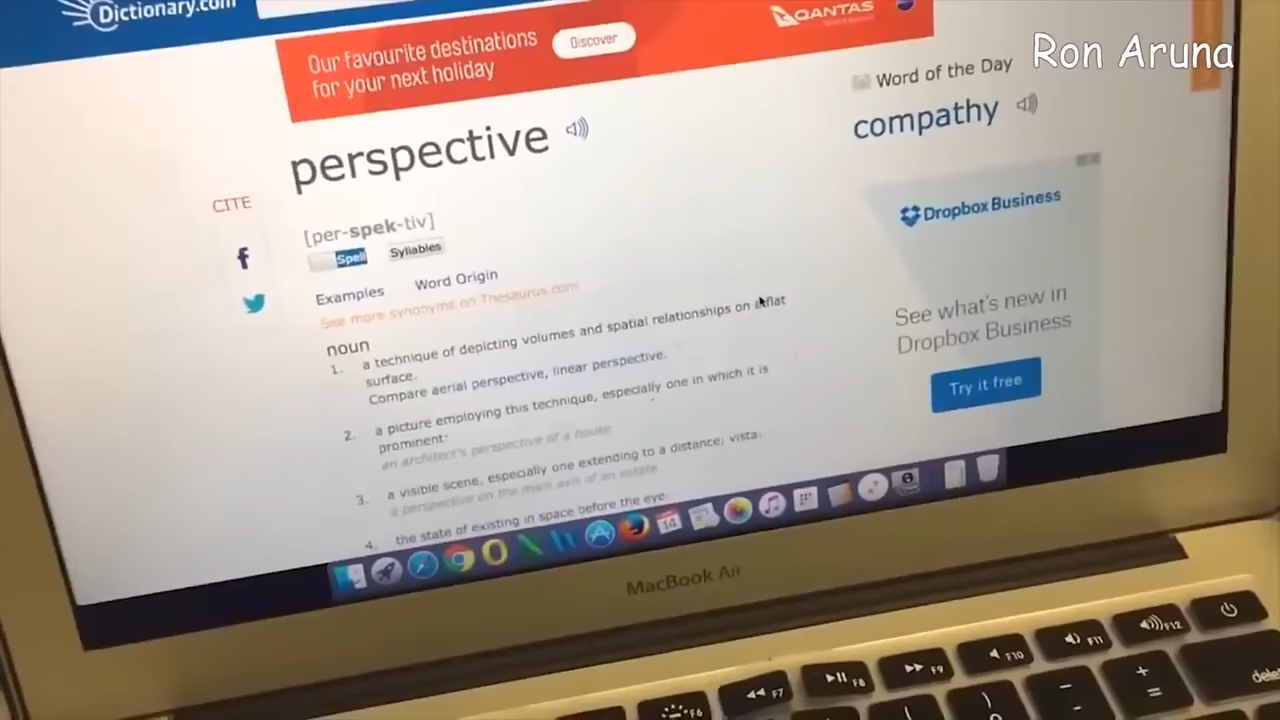 Dictionary.com
Our favourite destinations
for your next holiday
Discover
QANTAS
Ron Aruna
perspective
Word of the Day
compathy
CITE
[per-spek-tiv]
Spell
Syllables
Examples
Word Origin
See more synonyms on Thesaurus.com
noun
1. a technique of depicting volumes and spatial relationships on a flat
surface.
Compare aerial perspective, linear perspective.
2. a picture employing this technique, especially one in which it is
prominent:
an architect's perspective of a house.
3. a visible scene, especially one extending to a distance; vista:
a perspective on the main axis of an estate.
4. the state of existing in space before the eye:
Dropbox Business
See what's new in
Dropbox Business
Try it free
14
MacBook Air
F6
F7
F8
F9
F10
F11
F12